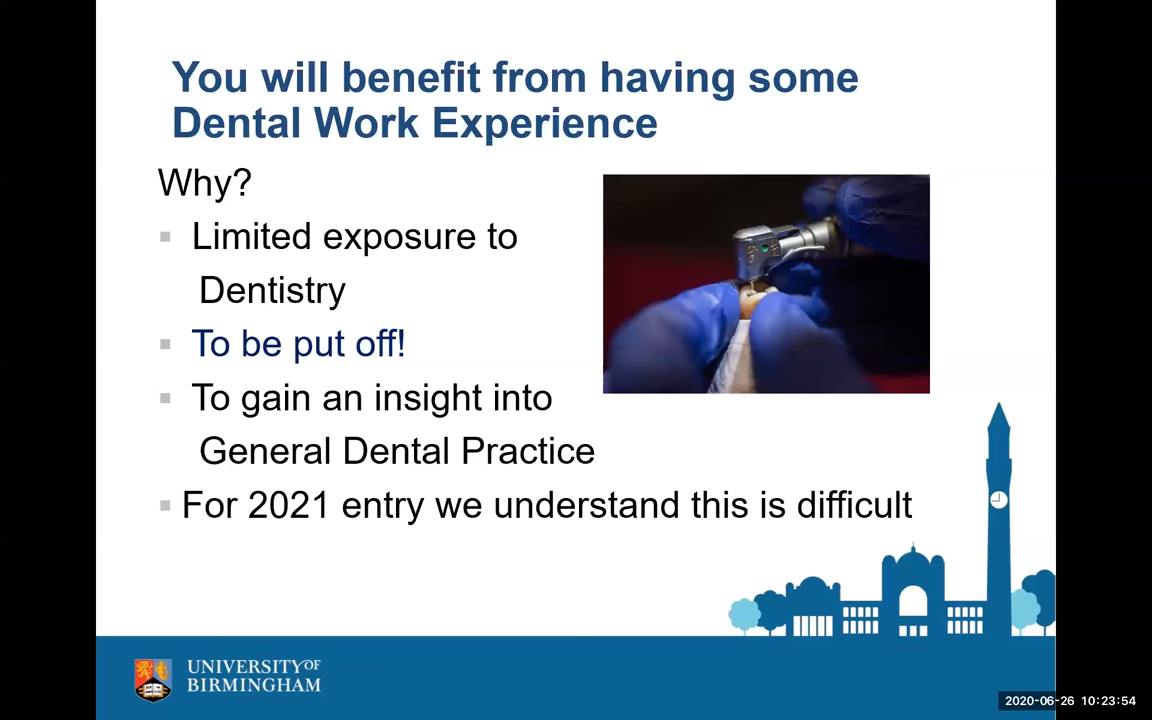 You will benefit from having some
Dental Work Experience
Why?
Limited exposure to
Dentistry
To be put off!
To gain an insight into
General Dental Practice
For 2021 entry we understand this is difficult
UNIVERSITY OF
BIRMINGHAM
2020-06-26 10:23:54